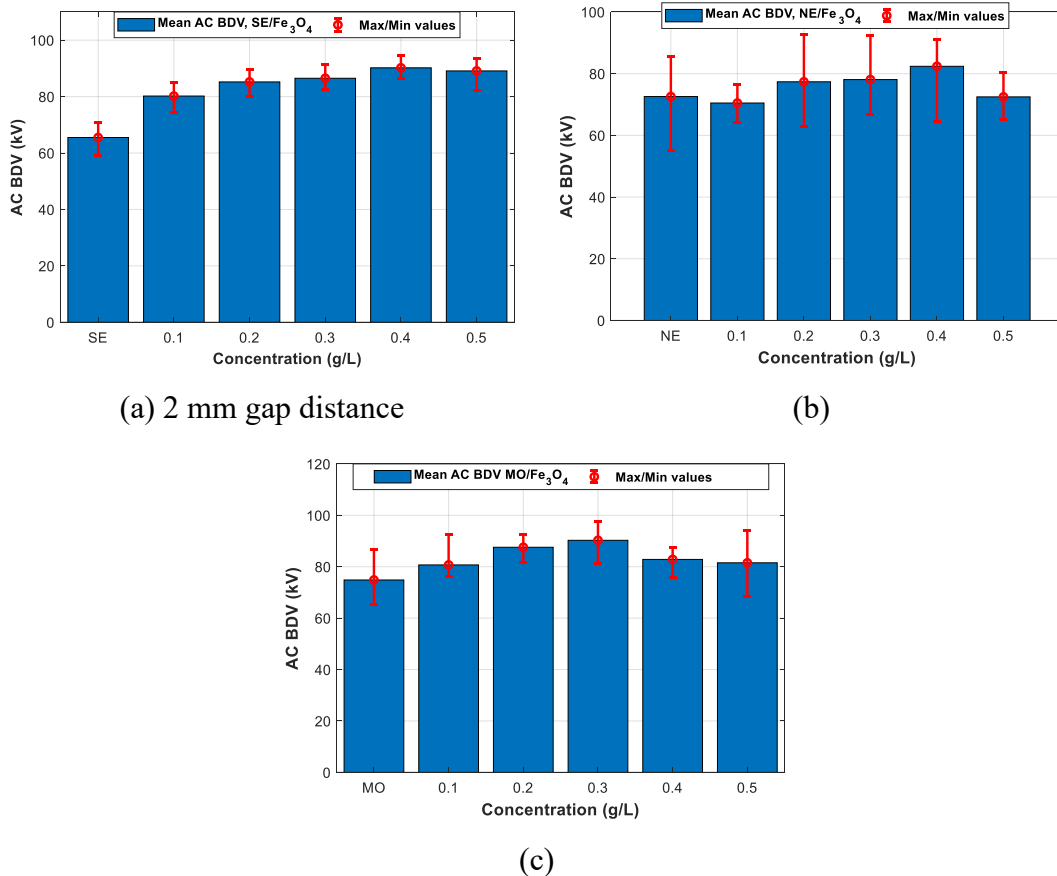 Mean AC BDV, SE/Fe3O4 Max/Min values
100
80
60
40
20
0
AC BDV (kV)
SE 0.1 0.2 0.3 0.4 0.5
Concentration (g/L)
(a) 2 mm gap distance
Mean AC BDV, NE/Fe3O4 Max/Min values
100
80
60
40
20
0
AC BDV (kV)
NE 0.1 0.2 0.3 0.4 0.5
Concentration (g/L)
(b)
Mean AC BDV MO/Fe3O4 Max/Min values
120
100
80
60
40
20
0
AC BDV (kV)
MO 0.1 0.2 0.3 0.4 0.5
Concentration (g/L)
(c)